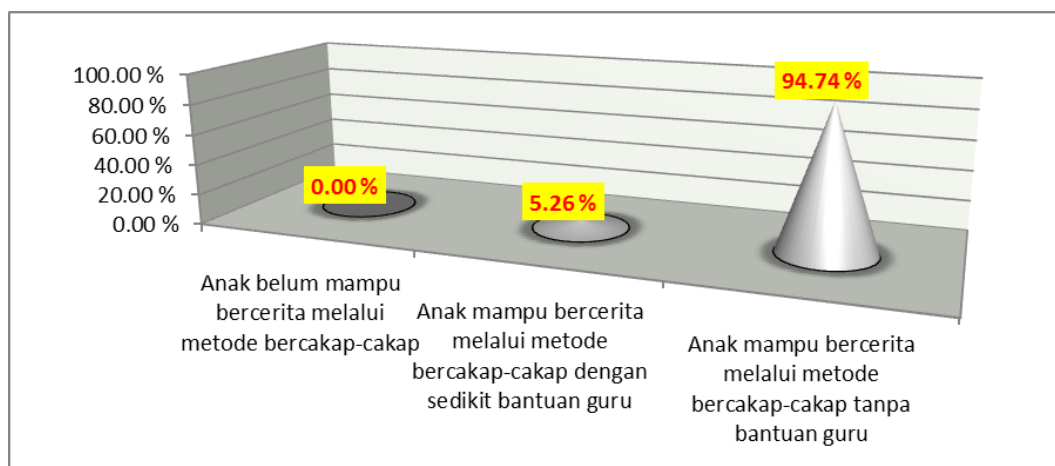 100.00 %
80.00 %
60.00 %
40.00 %
20.00 %
0.00 %
0.00 %
5.26 %
94.74 %
Anak belum mampu
bercerita melalui
metode bercakap-cakap
Anak mampu bercerita
melalui metode
bercakap-cakap dengan
sedikit bantuan guru
Anak mampu bercerita
melalui metode
bercakap-cakap tanpa
bantuan guru